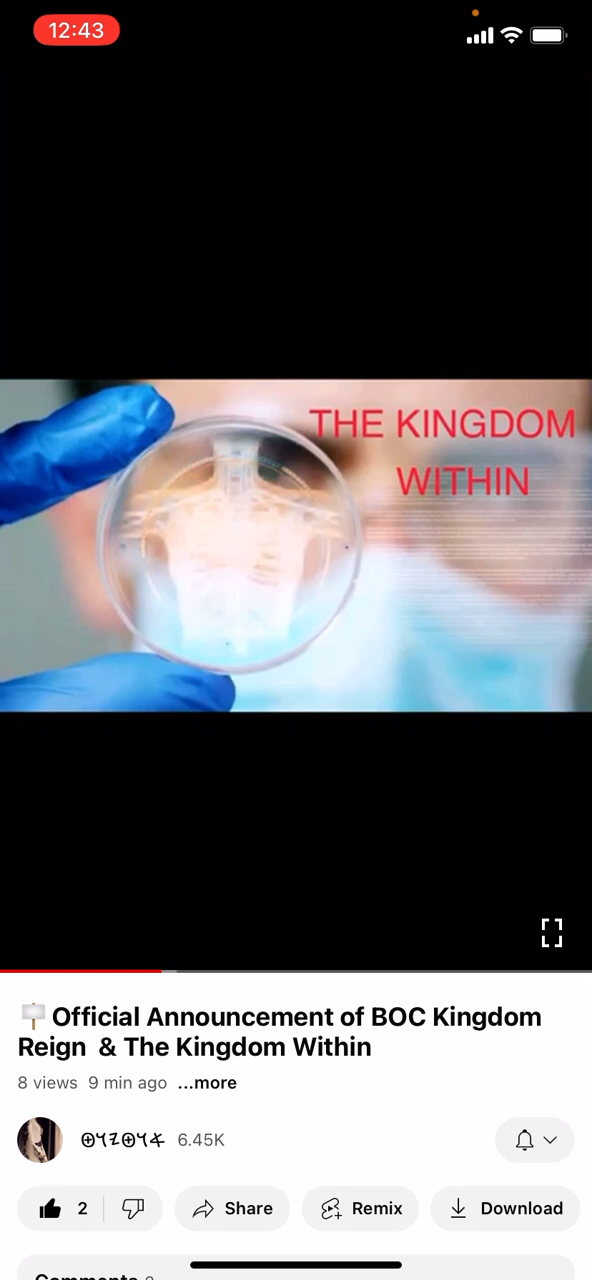 12:43
THE KINGDOM
WITHIN
🪧 Official Announcement of BOC Kingdom
Reign & The Kingdom Within
8 views 9 min ago ...more
6.45K
2 Share Remix Download